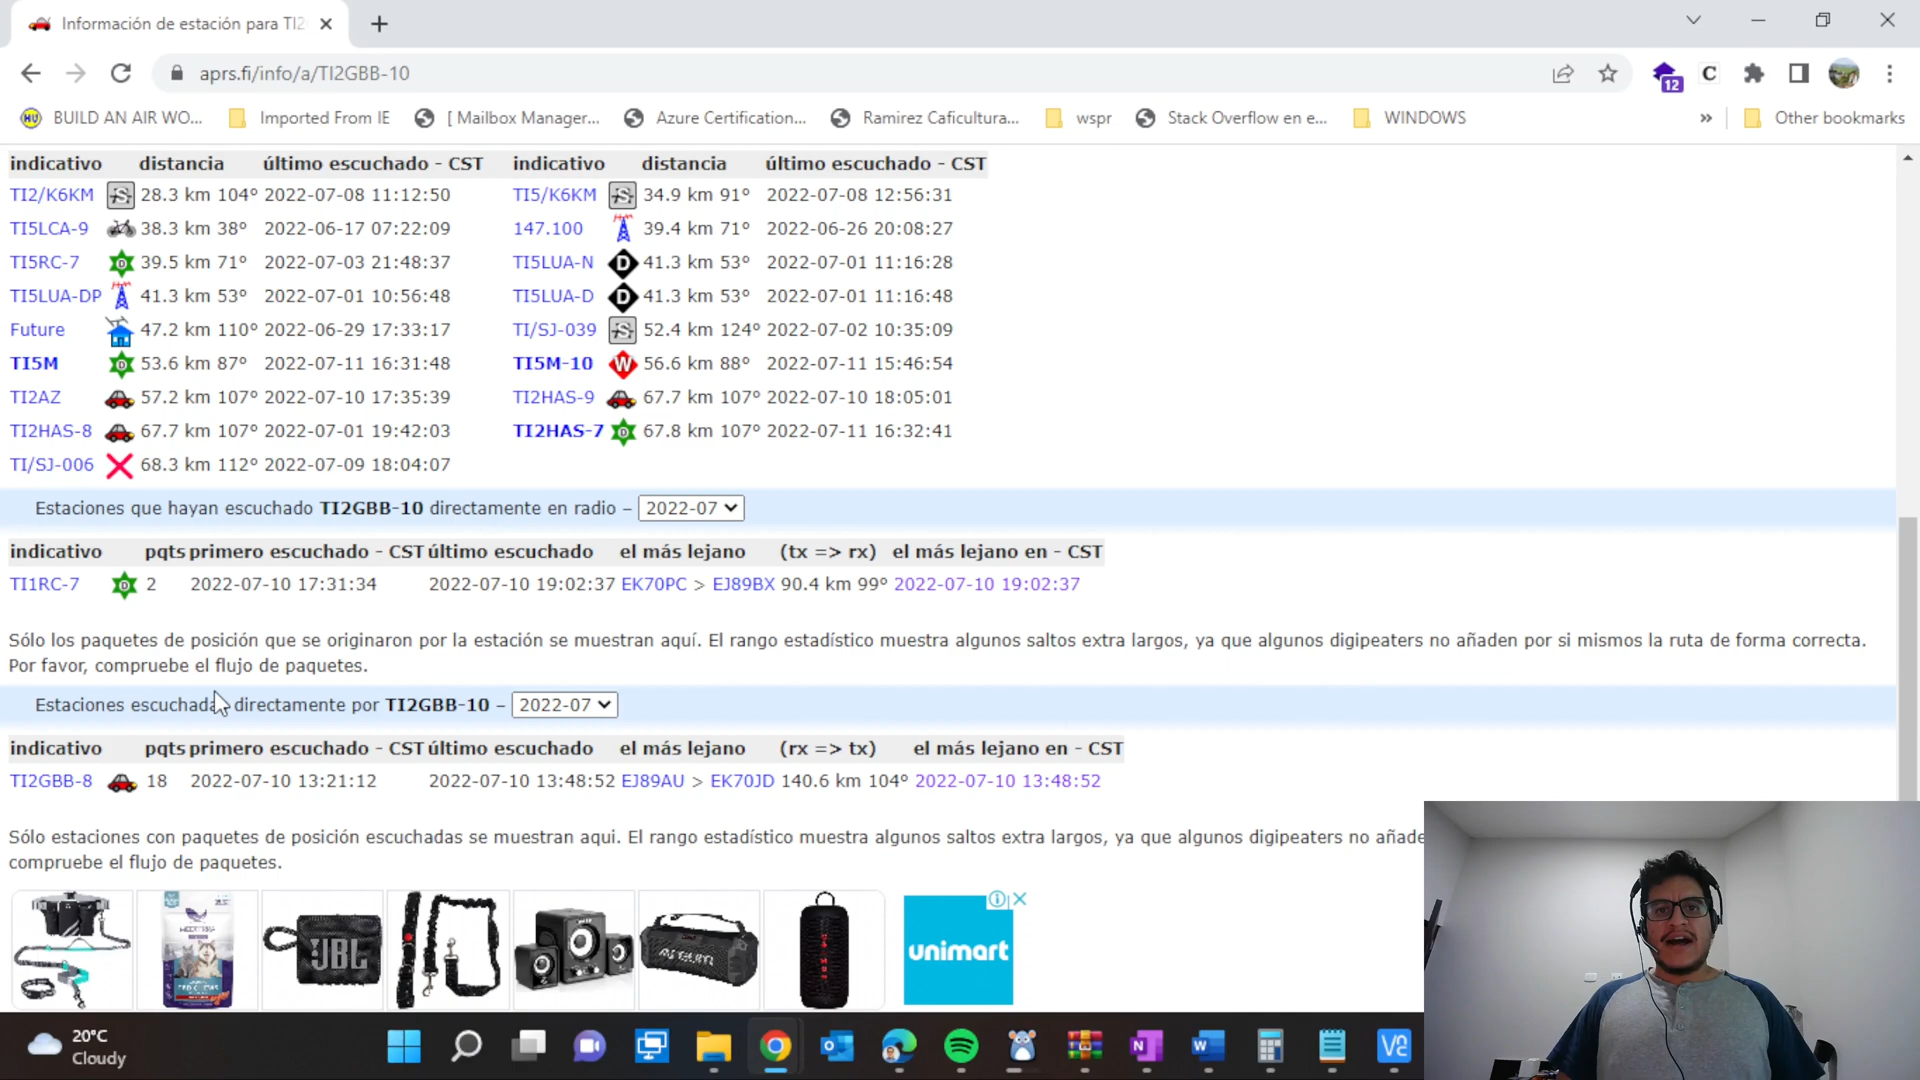 Información de estación para TI2
aprs.fi/info/a/TI2GBB-10
12
C
BUILD AN AIR WO...
Imported From IE
[ Mailbox Manager...
Azure Certification...
Ramirez Caficultura...
wspr
Stack Overflow en e...
WINDOWS
»
Other bookmarks
indicativo distancia último escuchado - CST indicativo distancia último escuchado - CST
TI2/K6KM S 28.3 km 104° 2022-07-08 11:12:50 TI5/K6KM S 34.9 km 91° 2022-07-08 12:56:31
TI5LCA-9 38.3 km 38° 2022-06-17 07:22:09 147.100 39.4 km 71° 2022-06-26 20:08:27
TI5RC-7 D 39.5 km 71° 2022-07-03 21:48:37 TI5LUA-N D 41.3 km 53° 2022-07-01 11:16:28
TI5LUA-DP 41.3 km 53° 2022-07-01 10:56:48 TI5LUA-D D 41.3 km 53° 2022-07-01 11:16:48
Future 47.2 km 110° 2022-06-29 17:33:17 TI/SJ-039 S 52.4 km 124° 2022-07-02 10:35:09
TI5M D 53.6 km 87° 2022-07-11 16:31:48 TI5M-10 W 56.6 km 88° 2022-07-11 15:46:54
TI2AZ 57.2 km 107° 2022-07-10 17:35:39 TI2HAS-9 67.7 km 107° 2022-07-10 18:05:01
TI2HAS-8 67.7 km 107° 2022-07-01 19:42:03 TI2HAS-7 D 67.8 km 107° 2022-07-11 16:32:41
TI/SJ-006 68.3 km 112° 2022-07-09 18:04:07
Estaciones que hayan escuchado TI2GBB-10 directamente en radio – 2022-07
indicativo pqts primero escuchado - CST último escuchado el más lejano (tx => rx) el más lejano en - CST
TI1RC-7 D 2 2022-07-10 17:31:34 2022-07-10 19:02:37 EK70PC > EJ89BX 90.4 km 99° 2022-07-10 19:02:37
Sólo los paquetes de posición que se originaron por la estación se muestran aquí. El rango estadístico muestra algunos saltos extra largos, ya que algunos digipeaters no añaden por si mismos la ruta de forma correcta.
Por favor, compruebe el flujo de paquetes.
Estaciones escuchadas directamente por TI2GBB-10 – 2022-07
indicativo pqts primero escuchado - CST último escuchado el más lejano (rx => tx) el más lejano en - CST
TI2GBB-8 18 2022-07-10 13:21:12 2022-07-10 13:48:52 EJ89AU > EK70JD 140.6 km 104° 2022-07-10 13:48:52
Sólo estaciones con paquetes de posición escuchadas se muestran aqui. El rango estadístico muestra algunos saltos extra largos, ya que algunos digipeaters no añade
compruebe el flujo de paquetes.
JBL
unimart
20°C
Cloudy